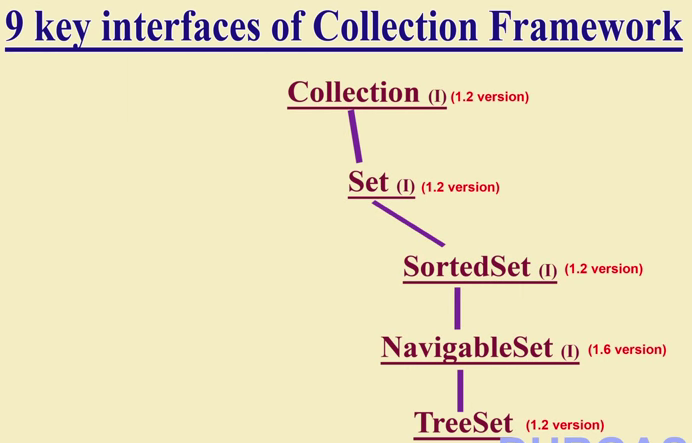 9 key interfaces of Collection Framework
Collection (I) (1.2 version)
Set (I) (1.2 version)
SortedSet (I) (1.2 version)
NavigableSet (I) (1.6 version)
TreeSet (1.2 version)